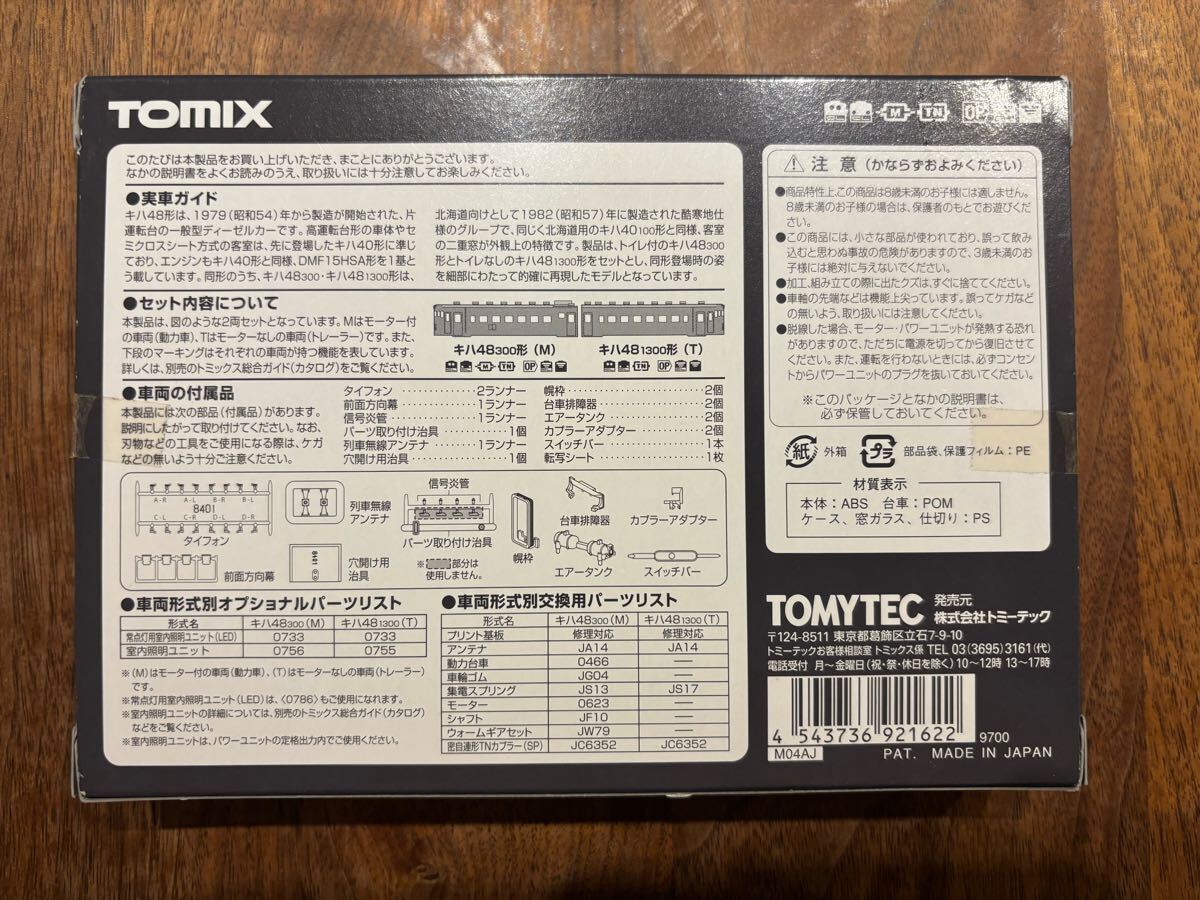 TOMIX
M TN OP
このたびは本製品をお買い上げいただき、まことにありがとうございます。
なかの説明書をよくお読みのうえ、取り扱いには十分注意してお楽しみください。
●実車ガイド
キハ48形は、1979（昭和54）年から製造が開始された、片
運転台の一般型ディーゼルカーです。高運転台形の車体やセ
ミクロスシート方式の客室は、先に登場したキハ40形に準じ
ており、エンジンもキハ40形と同様、DMF15HSA形を1基と
う載しています。同形のうち、キハ48300・キハ481300形は、
北海道向けとして1982（昭和57）年に製造された酷寒地仕
様のグループで、同じく北海道用のキハ40100形と同様、客室
の二重窓が外観上の特徴です。製品は、トイレ付のキハ48300
形とトイレなしのキハ481300形をセットとし、同形登場時の姿
を細部にわたって的確に再現したモデルとなっています。
●セット内容について
本製品は、図のような2両セットとなっています。Mはモーター付
の車両（動力車）、Tはモーターなしの車両（トレーラー）です。また、
下段のマーキングはそれぞれの車両が持つ機能を表しています。
詳しくは、別売のトミックス総合ガイド（カタログ）をご覧ください。
キハ48300形（M） キハ481300形（T）
M TN OP TN OP
●車両の付属品
本製品には次の部品（付属品）があります。
説明にしたがって取り付けてください。なお、
刃物などの工具をご使用になる際は、ケガ
などの無いよう十分ご注意ください。
タイフォン・・・・・・・・・・2ランナー
前面方向幕・・・・・・・・・・1ランナー
信号炎管・・・・・・・・・・1ランナー
パーツ取り付け治具・・・・・・・・1個
列車無線アンテナ・・・・・・1ランナー
穴開け用治具・・・・・・・・・・1個
幌枠・・・・・・・・・・2個
台車排障器・・・・・・・・・・2個
エアータンク・・・・・・・・・・2個
カプラーアダプター・・・・・・2個
スイッチバー・・・・・・・・・・1本
転写シート・・・・・・・・・・1枚
A-R A-L B-R B-L
8401
C-L C-R D-L D-R
タイフォン
列車無線
アンテナ
信号炎管
パーツ取り付け治具
幌枠
台車排障器
カプラーアダプター
前面方向幕
8401
穴開け用
治具
※部分は
使用しません。
エアータンク
スイッチバー
●車両形式別オプショナルパーツリスト
形式名 キハ48300（M） キハ481300（T）
常点灯用室内照明ユニット（LED） 0733 0733
室内照明ユニット 0756 0755
※（M）はモーター付の車両（動力車）、（T）はモーターなしの車両（トレーラー）
です。
※常点灯用室内照明ユニット（LED）は、〈0786〉もご使用になれます。
※室内照明ユニットの詳細については、別売のトミックス総合ガイド（カタログ）
などをご覧ください。
※室内照明ユニットは、パワーユニットの定格出力内でご使用ください。
●車両形式別交換用パーツリスト
形式名 キハ48300（M） キハ481300（T）
プリント基板 修理対応 修理対応
アンテナ JA14 JA14
動力台車 0466 ―
車輪ゴム JG04 ―
集電スプリング JS13 JS17
モーター 0623 ―
シャフト JF10 ―
ウォームギアセット JW79 ―
密自連形TNカプラー（SP） JC6352 JC6352
⚠ 注 意 （かならずおよみください）
●商品特性上、この商品は8歳未満のお子様には適しません。
8歳未満のお子様の場合は、保護者のもとでお遊びくだ
さい。
●この商品には、小さな部品が使われており、誤って飲み
込むと思わぬ事故の危険がありますので、3歳未満のお
子様には絶対に与えないでください。
●加工、組み立ての際に出たクズは、すぐに捨ててください。
●車軸の先端などは機能上尖っています。誤ってケガなど
の無いよう、取り扱いには注意してください。
●脱線した場合、モーター・パワーユニットが発熱する恐れ
がありますので、ただちに電源を切ってから復旧させ
てください。また、運転を行わないときには、必ずコンセン
トからパワーユニットのプラグを抜いておいてください。
※このパッケージとなかの説明書は、
必ず保管しておいてください。
紙 外箱 プラ 部品袋、保護フィルム：PE
材質表示
本体：ABS 台車：POM
ケース、窓ガラス、仕切り：PS
TOMYTEC 発売元
株式会社トミーテック
〒124-8511 東京都葛飾区立石7-9-10
トミーテックお客様相談室 トミックス係 TEL 03（3695）3161（代）
電話受付 月～金曜日（祝・祭・休日を除く）10～12時 13～17時
4 543736 921622 9700
M04AJ PAT. MADE IN JAPAN